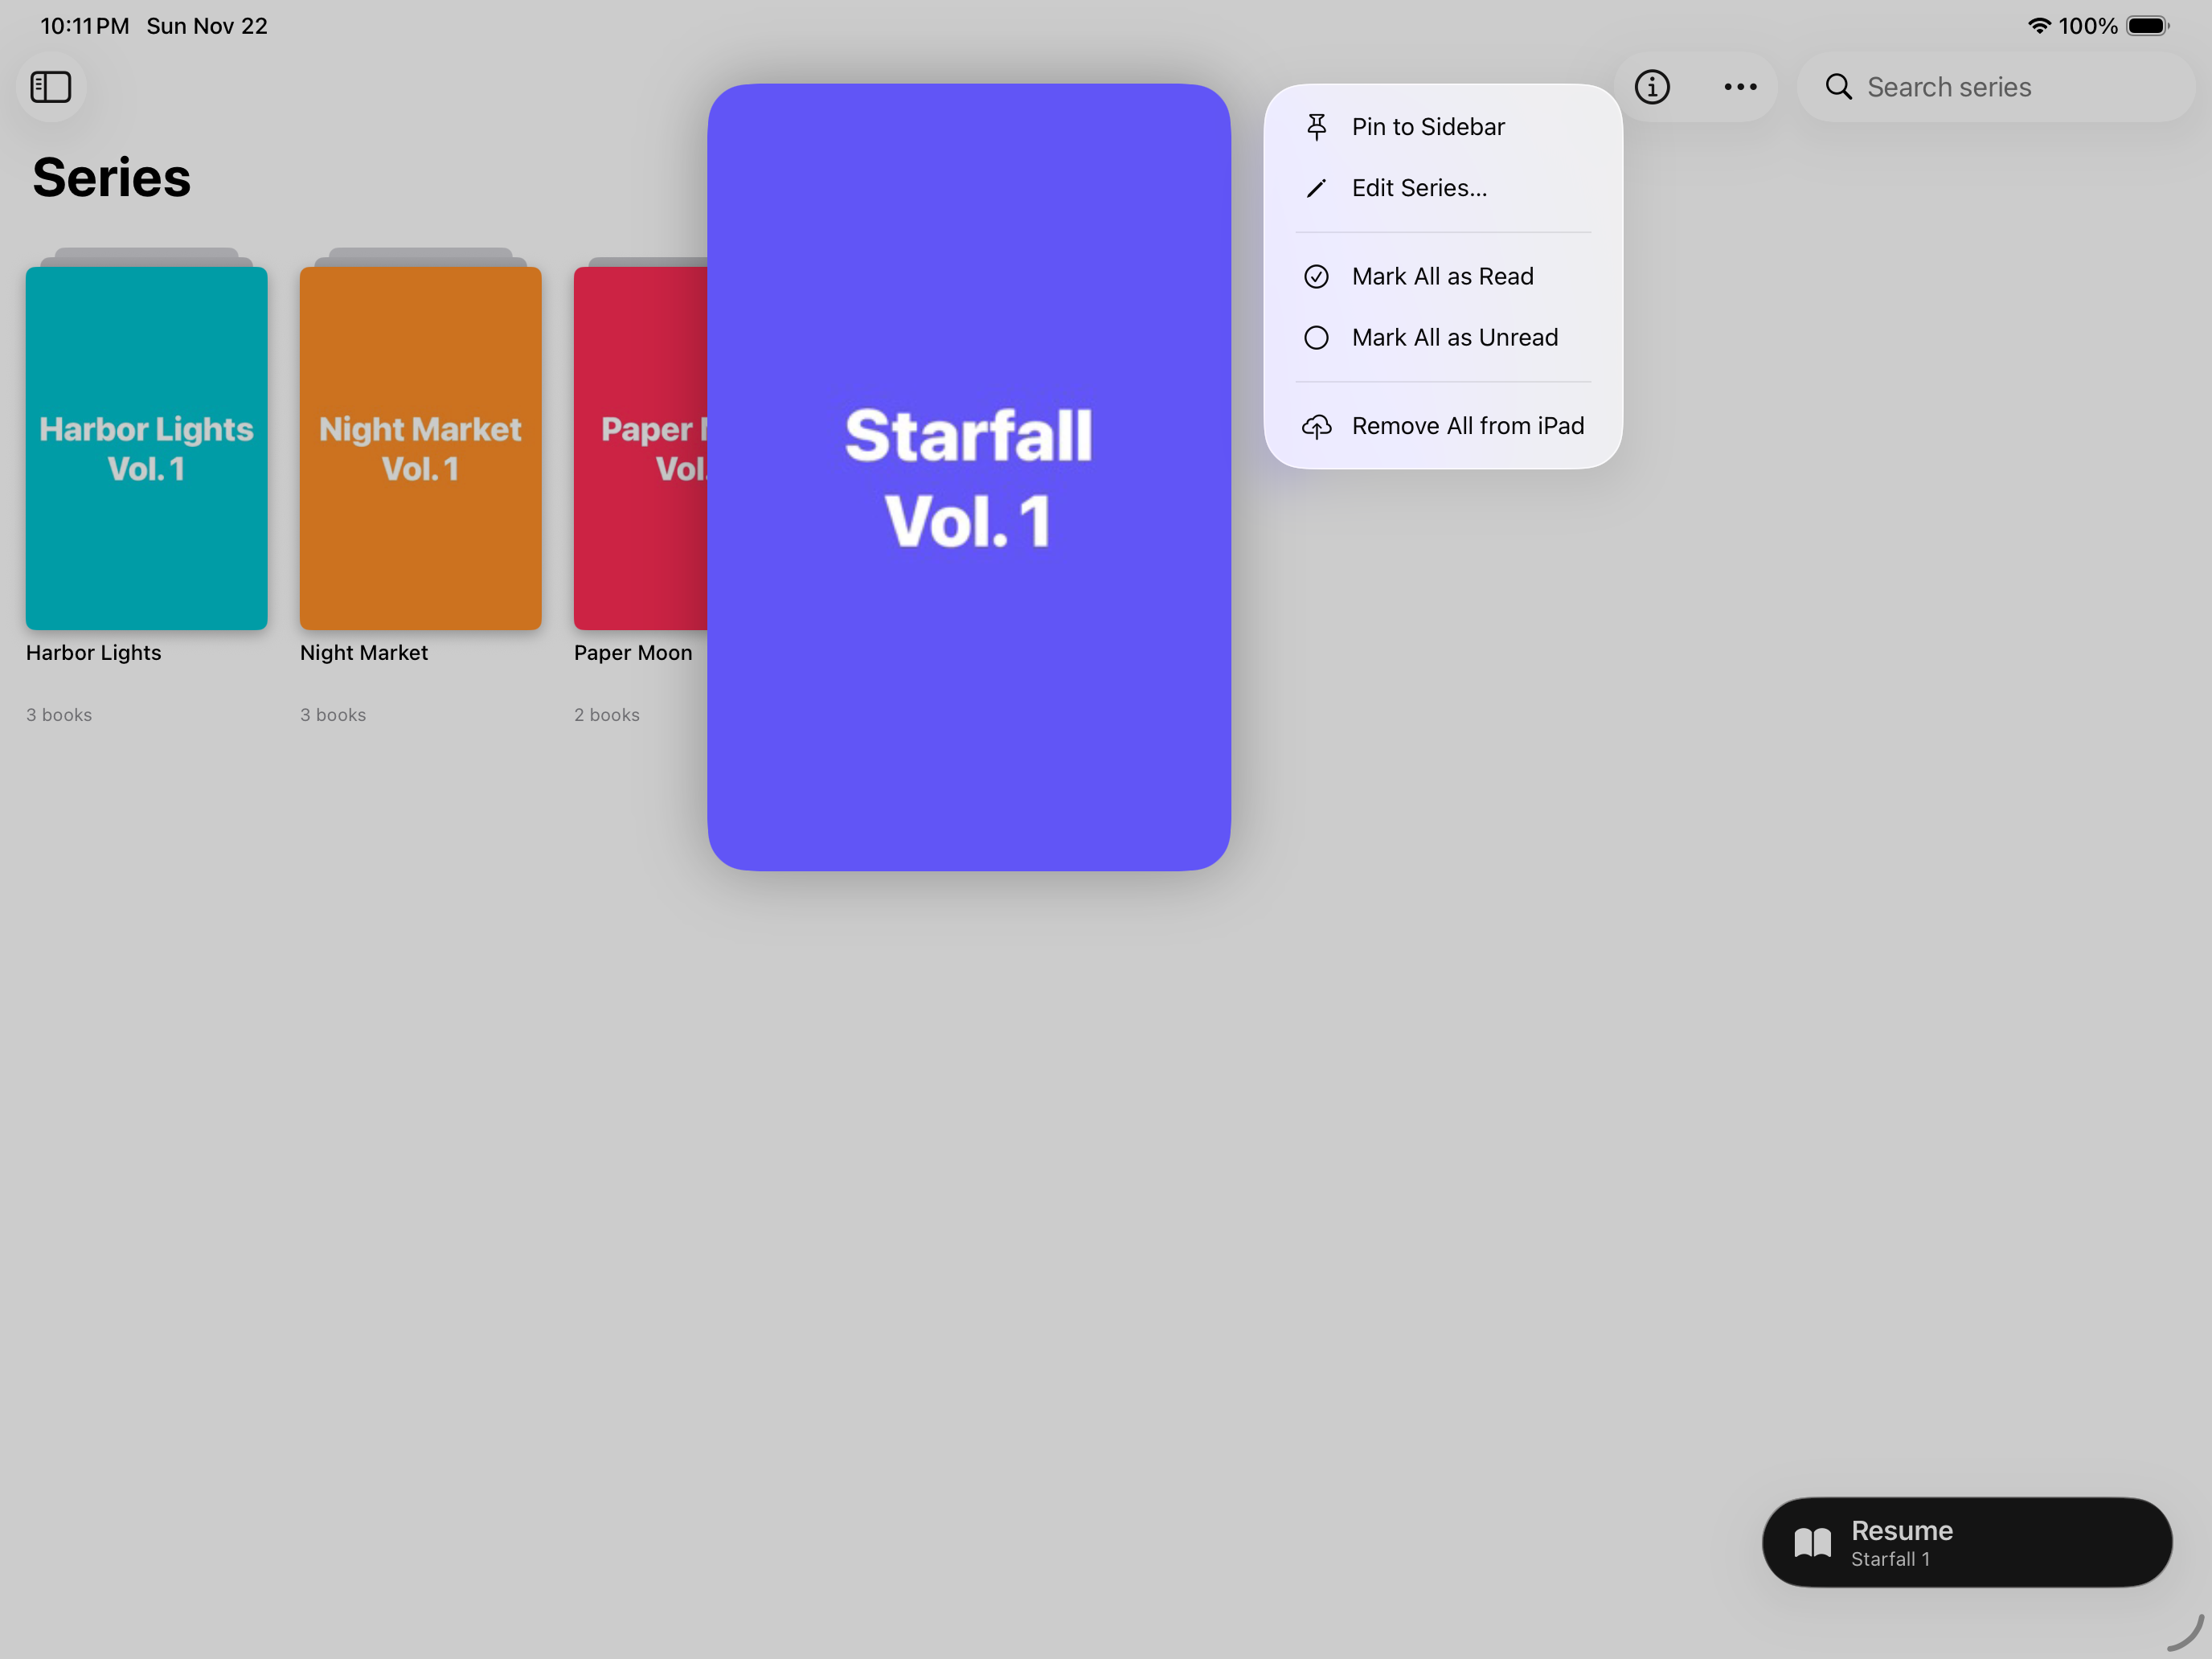 10:11 PM Sun Nov 22
100%
Search series
Series
Harbor Lights
Vol. 1
Night Market
Vol. 1
Paper
Vol.
Starfall
Vol. 1
Pin to Sidebar
Edit Series...
Mark All as Read
Mark All as Unread
Remove All from iPad
Harbor Lights
Night Market
Paper Moon
3 books
3 books
2 books
Resume
Starfall 1